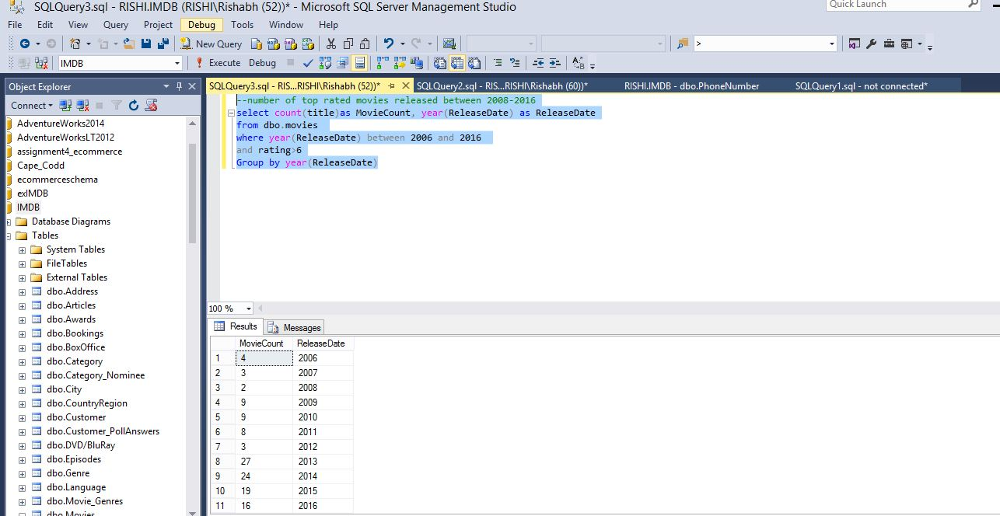 SQLQuery3.sql - RISHI.IMDB (RISHI\Rishabh (52))* - Microsoft SQL Server Management Studio
Quick Launch
File Edit View Query Project Debug Tools Window Help
New Query
>
IMDB
Execute Debug
Object Explorer
Connect
AdventureWorks2014
AdventureWorksLT2012
assignment4_ecommerce
Cape_Codd
ecommerceschema
exIMDB
IMDB
Database Diagrams
Tables
System Tables
FileTables
External Tables
dbo.Address
dbo.Articles
dbo.Awards
dbo.Bookings
dbo.BoxOffice
dbo.Category
dbo.Category_Nominee
dbo.City
dbo.CountryRegion
dbo.Customer
dbo.Customer_PollAnswers
dbo.DVD/BluRay
dbo.Episodes
dbo.Genre
dbo.Language
dbo.Movie_Genres
dbo.Movies
SQLQuery3.sql - RIS...RISHI\Rishabh (52))* SQLQuery2.sql - RIS...RISHI\Rishabh (60))* RISHI.IMDB - dbo.PhoneNumber SQLQuery1.sql - not connected*
--number of top rated movies released between 2008-2016
select count(title)as MovieCount, year(ReleaseDate) as ReleaseDate
from dbo.movies
where year(ReleaseDate) between 2006 and 2016
and rating>6
Group by year(ReleaseDate)
100 %
Results Messages
MovieCount ReleaseDate
1 4 2006
2 3 2007
3 2 2008
4 9 2009
5 9 2010
6 8 2011
7 3 2012
8 27 2013
9 24 2014
10 19 2015
11 16 2016